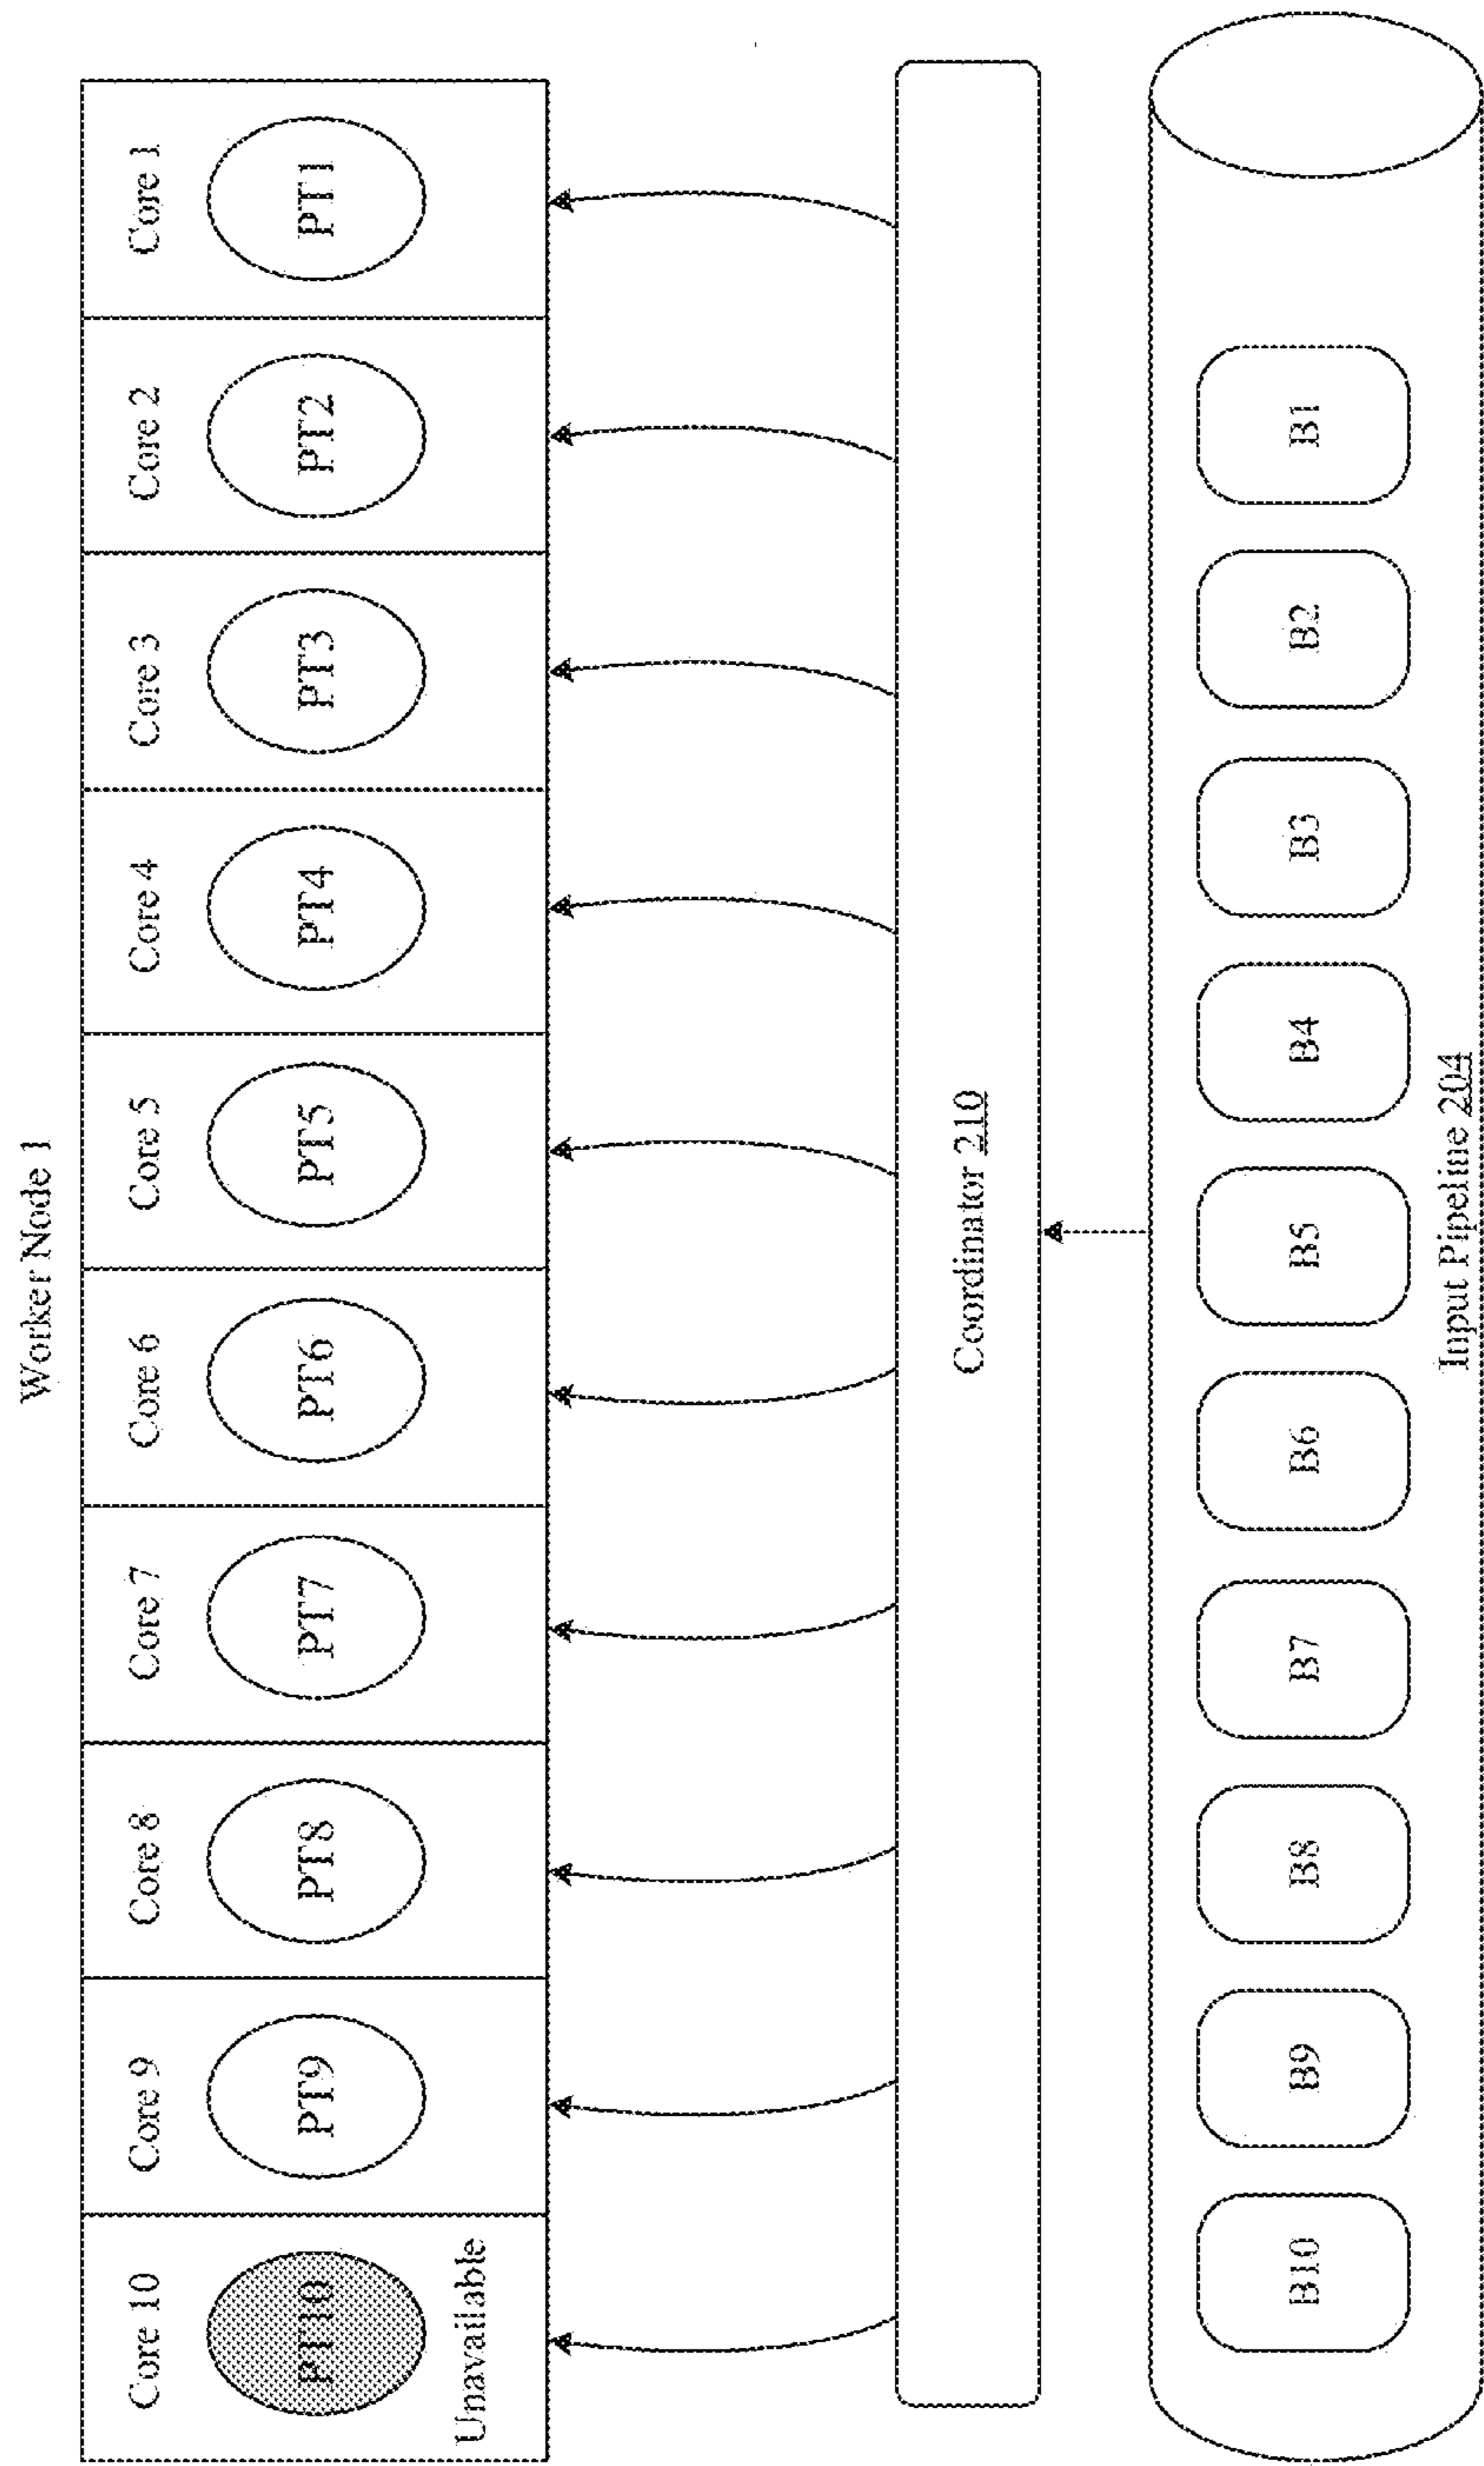 Worker Node 1
Core 10
Core 9
Core 8
Core 7
Core 6
Core 5
Core 4
Core 3
Core 2
Core 1
PT10
PT9
PT8
PT7
PT6
PT5
PT4
PT3
PT2
PT1
Unavailable
Coordinator 210
B10
B9
B8
B7
B6
B5
B4
B3
B2
B1
Input Pipeline 204